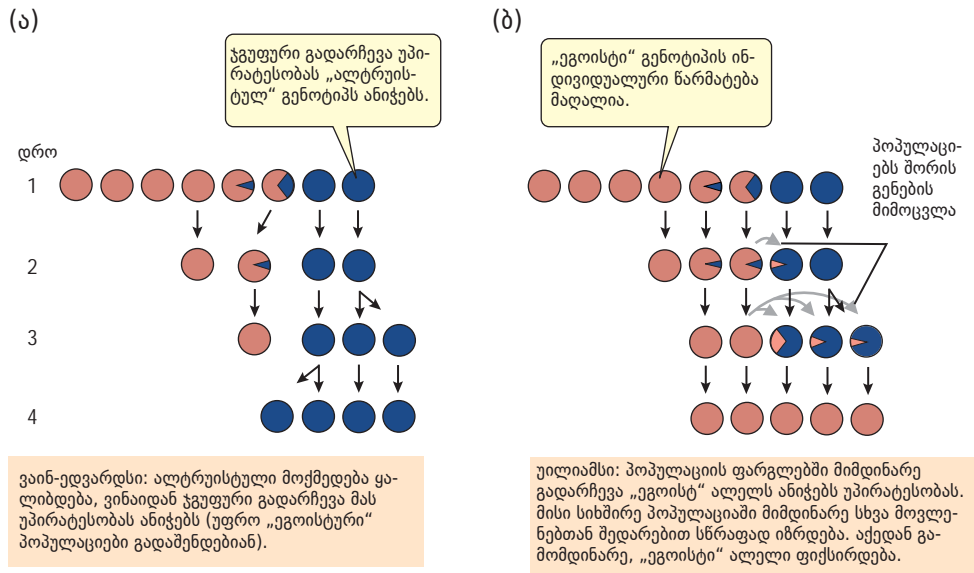 (ა)
ჯგუფური გადარჩევა უპი-
რატესობას „ალტრუის-
ტულ“ გენოტიპს ანიჭებს.
დრო
1
2
3
4
ვაინ-ედვარდსი: ალტრუისტული მოქმედება ყა-
ლიბდება, ვინაიდან ჯგუფური გადარჩევა მას
უპირატესობას ანიჭებს (უფრო „ეგოისტური“
პოპულაციები გადაშენდებიან).
(ბ)
„ეგოისტი“ გენოტიპის ინ-
დივიდუალური წარმატება
მაღალია.
პოპულაცი-
ებს შორის
გენების
მიმოცვლა
უილიამსი: პოპულაციის ფარგლებში მიმდინარე
გადარჩევა „ეგოისტ“ ალელს ანიჭებს უპირატესობას.
მისი სიხშირე პოპულაციაში მიმდინარე სხვა მოვლე-
ნებთან შედარებით სწრაფად იზრდება. აქედან გა-
მომდინარე, „ეგოისტი“ ალელი ფიქსირდება.